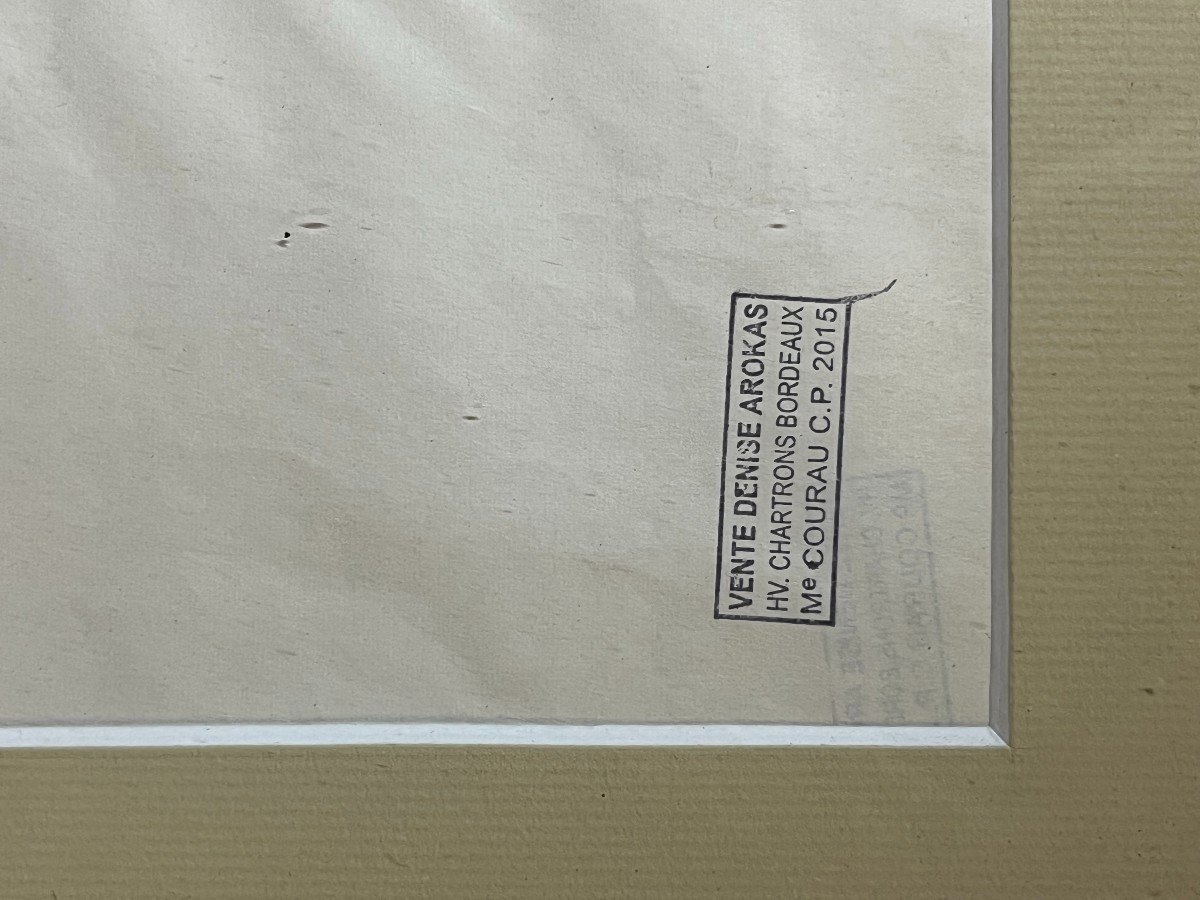 VENTE DENISE AROKAS
HV. CHARTRONS BORDEAUX
Me COURAU C.P. 2015